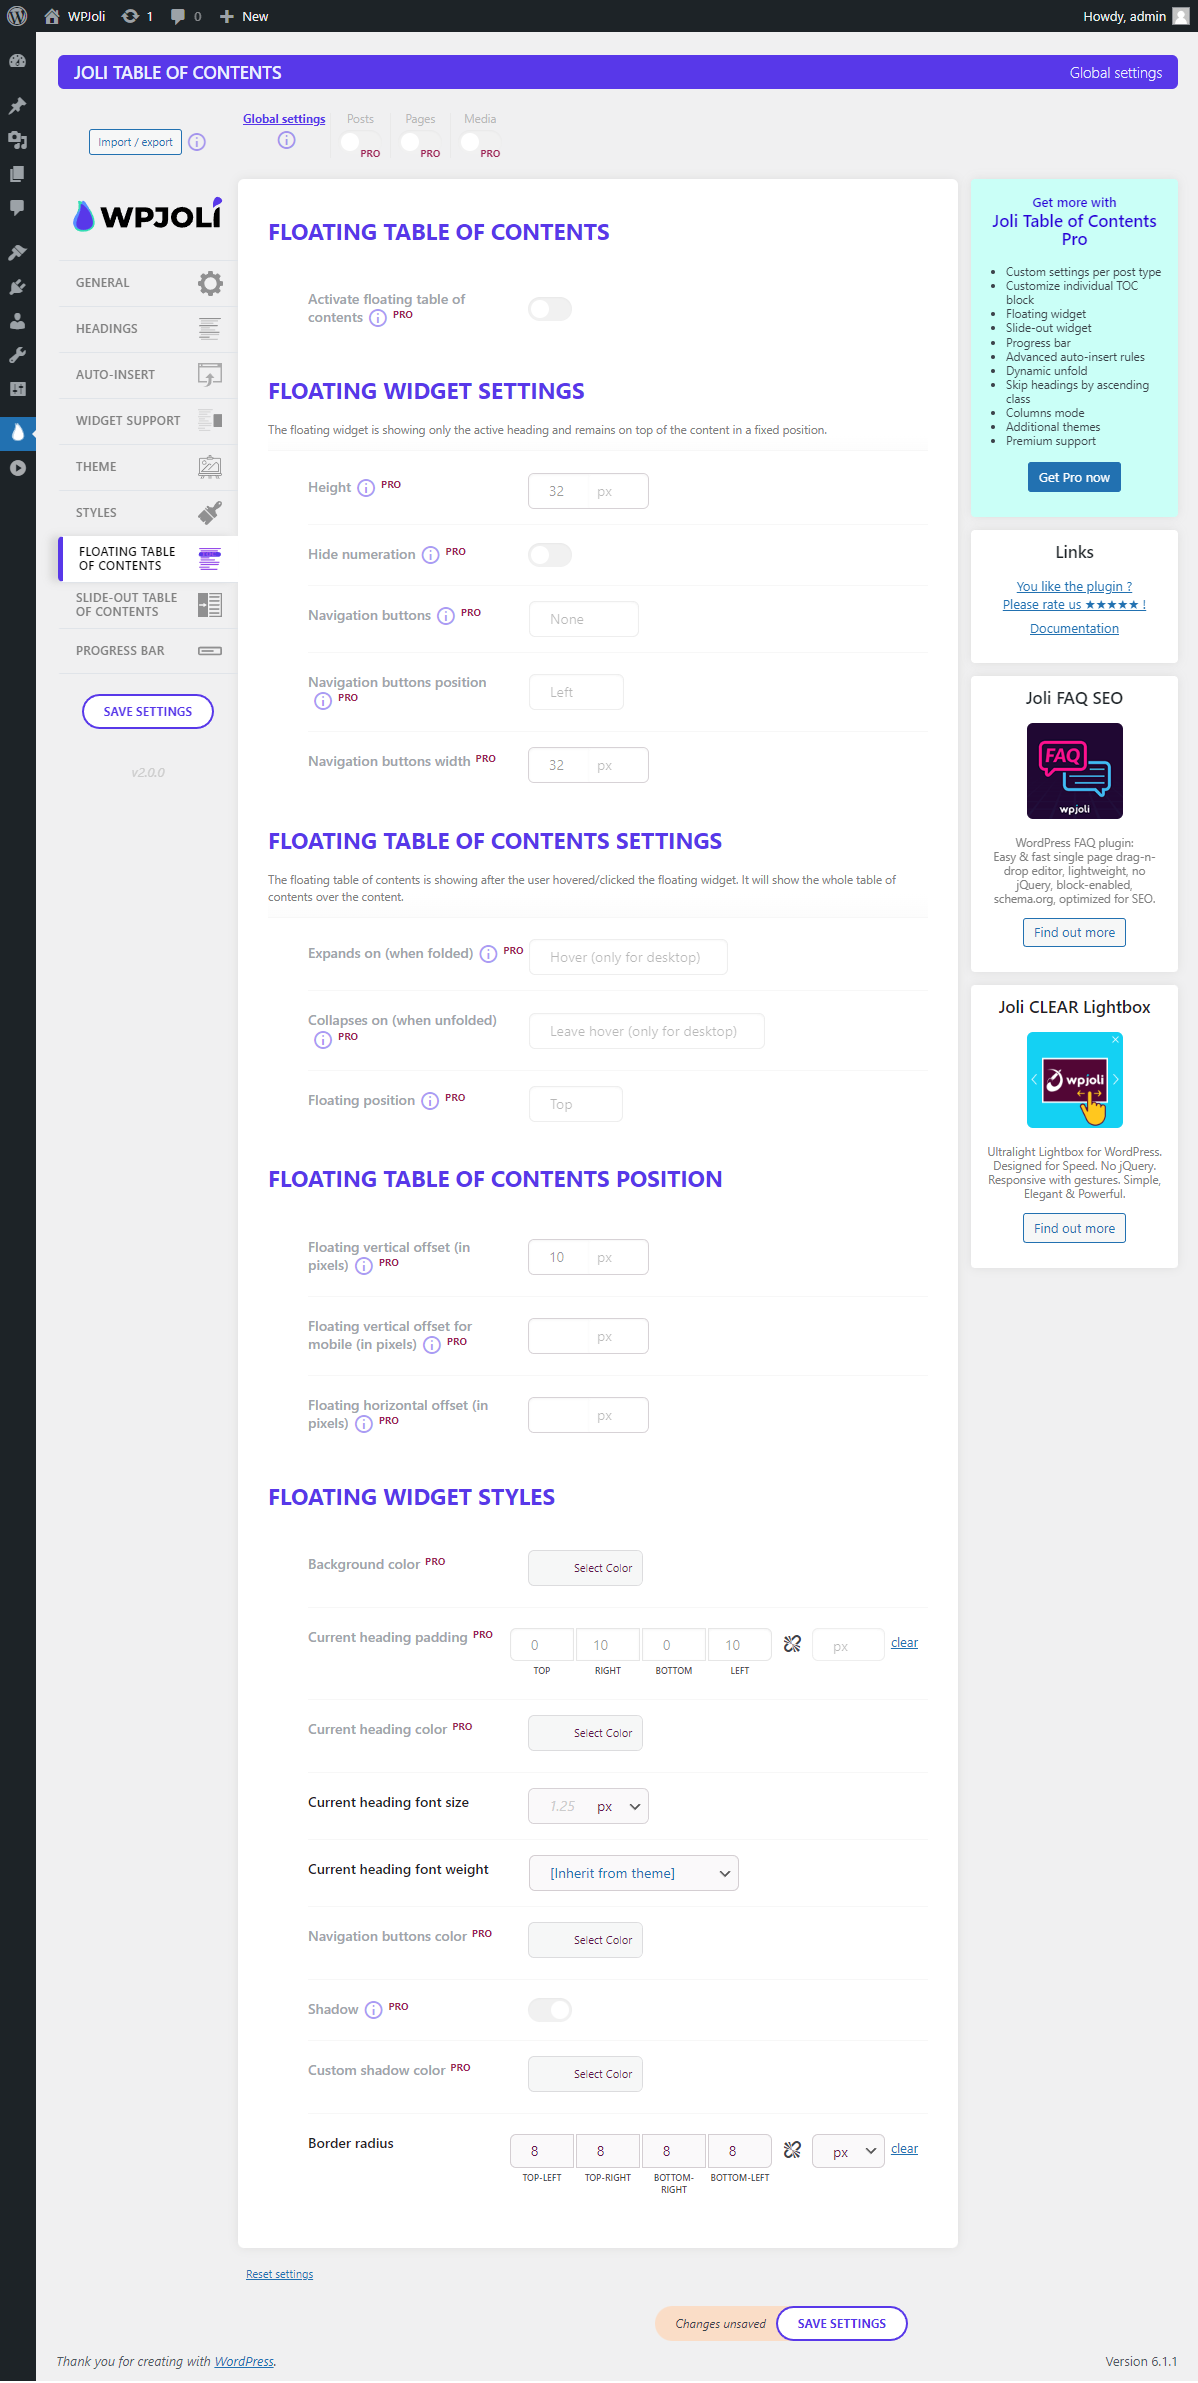 WPJoli
1
0
New
Howdy, admin
JOLI TABLE OF CONTENTS
Global settings
Import / export
Global settings
Posts
PRO
Pages
PRO
Media
PRO
WPJOLI
GENERAL
HEADINGS
AUTO-INSERT
WIDGET SUPPORT
THEME
STYLES
FLOATING TABLE
OF CONTENTS
SLIDE-OUT TABLE
OF CONTENTS
PROGRESS BAR
SAVE SETTINGS
v2.0.0
FLOATING TABLE OF CONTENTS
Activate floating table of
contents PRO
FLOATING WIDGET SETTINGS
The floating widget is showing only the active heading and remains on top of the content in a fixed position.
Height PRO
32 px
Hide numeration PRO
Navigation buttons PRO
None
Navigation buttons position
PRO
Left
Navigation buttons width PRO
32 px
FLOATING TABLE OF CONTENTS SETTINGS
The floating table of contents is showing after the user hovered/clicked the floating widget. It will show the whole table of
contents over the content.
Expands on (when folded) PRO
Hover (only for desktop)
Collapses on (when unfolded)
PRO
Leave hover (only for desktop)
Floating position PRO
Top
FLOATING TABLE OF CONTENTS POSITION
Floating vertical offset (in
pixels) PRO
10 px
Floating vertical offset for
mobile (in pixels) PRO
px
Floating horizontal offset (in
pixels) PRO
px
FLOATING WIDGET STYLES
Background color PRO
Select Color
Current heading padding PRO
0 10 0 10 px clear
TOP RIGHT BOTTOM LEFT
Current heading color PRO
Select Color
Current heading font size
1.25 px
Current heading font weight
[Inherit from theme]
Navigation buttons color PRO
Select Color
Shadow PRO
Custom shadow color PRO
Select Color
Border radius
8 8 8 8 px clear
TOP-LEFT TOP-RIGHT BOTTOM- BOTTOM-LEFT
RIGHT
Reset settings
Changes unsaved
SAVE SETTINGS
Get more with
Joli Table of Contents
Pro
• Custom settings per post type
• Customize individual TOC
block
• Floating widget
• Slide-out widget
• Progress bar
• Advanced auto-insert rules
• Dynamic unfold
• Skip headings by ascending
class
• Columns mode
• Additional themes
• Premium support
Get Pro now
Links
You like the plugin ?
Please rate us ★★★★★ !
Documentation
Joli FAQ SEO
FAQ
wpjoli
WordPress FAQ plugin:
Easy & fast single page drag-n-
drop editor, lightweight, no
jQuery, block-enabled,
schema.org, optimized for SEO.
Find out more
Joli CLEAR Lightbox
wpjoli
Ultralight Lightbox for WordPress.
Designed for Speed. No jQuery.
Responsive with gestures. Simple,
Elegant & Powerful.
Find out more
Thank you for creating with WordPress.
Version 6.1.1